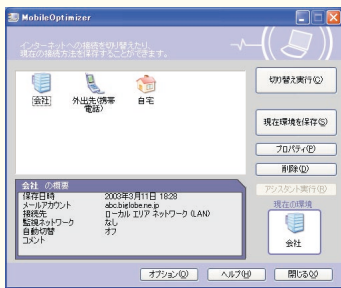 MobileOptimizer
インターネットへの接続を切り替えたり、
現在の接続方法を保存することができます。
会社
外出先(携帯
電話)
自宅
切り替え実行(C)
現在環境を保存(S)
プロパティ(P)
削除(D)
アシスタント実行(R)
現在の環境
会社
会社 の概要
保存日時 2003年3月11日 18:28
メールアカウント abc.biglobe.ne.jp
接続先 ローカル エリア ネットワーク (LAN)
監視ネットワーク なし
自動切替 オフ
コメント
オプション(O)
ヘルプ(H)
閉じる(X)